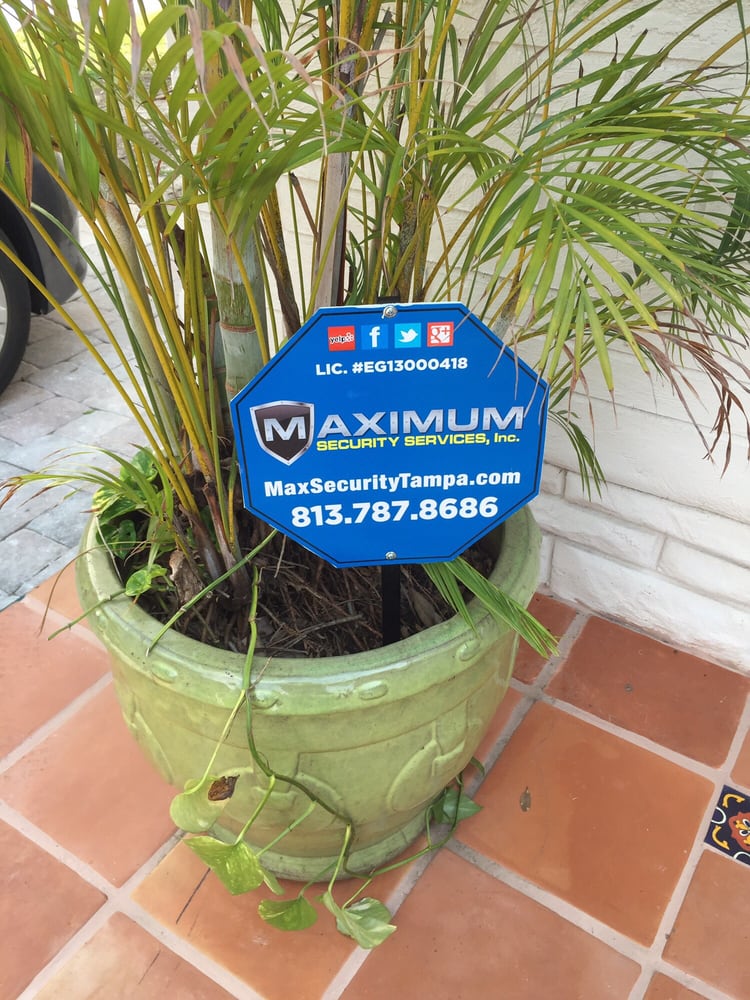 yelp f g+
LIC. #EG13000418
M MAXIMUM
SECURITY SERVICES, Inc.
MaxSecurityTampa.com
813.787.8686